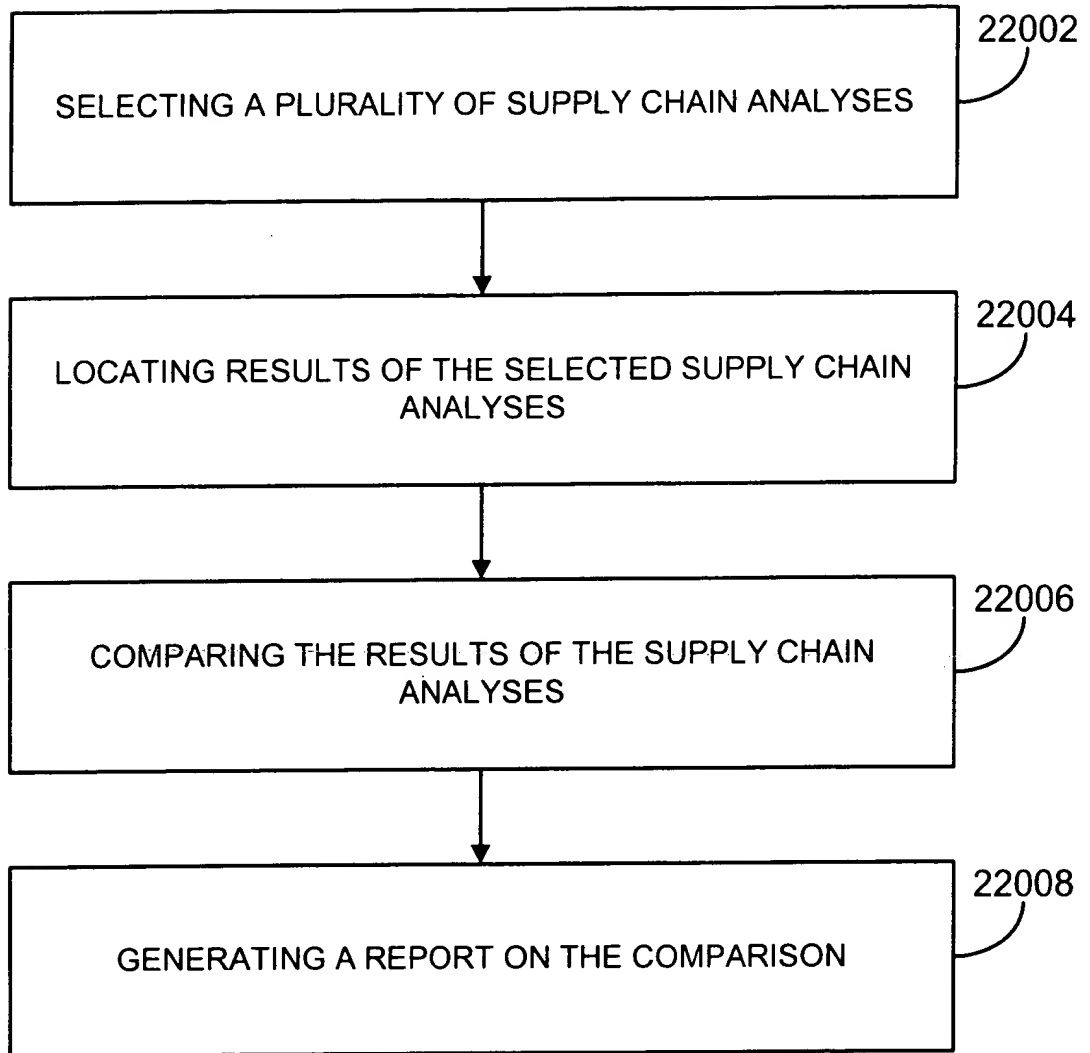 22002
SELECTING A PLURALITY OF SUPPLY CHAIN ANALYSES
22004
LOCATING RESULTS OF THE SELECTED SUPPLY CHAIN
ANALYSES
22006
COMPARING THE RESULTS OF THE SUPPLY CHAIN
ANALYSES
22008
GENERATING A REPORT ON THE COMPARISON